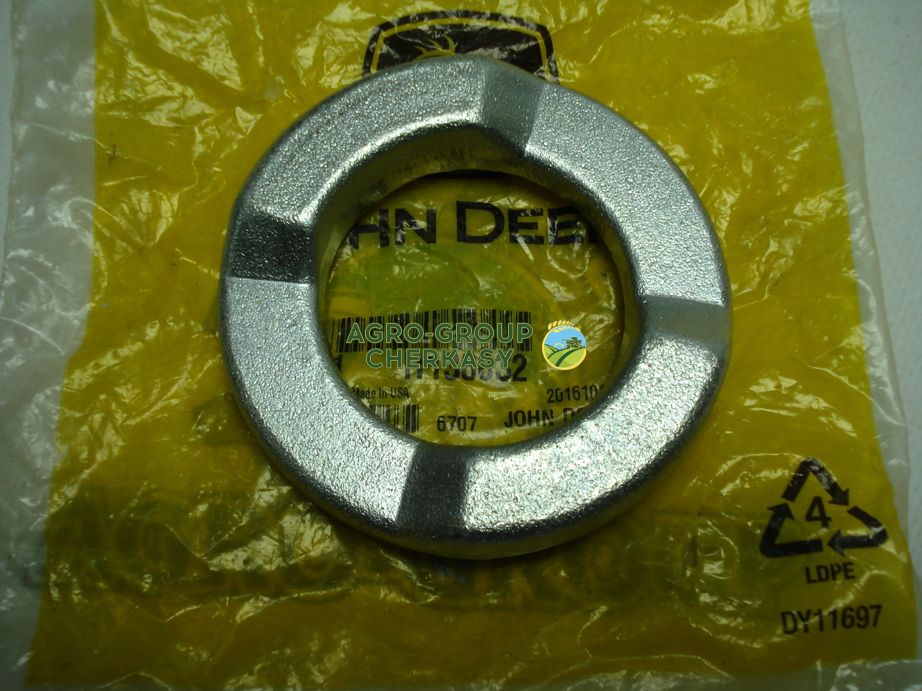 HN DEE
AGRO-GROUP
CHERKASY
Made In USA
6707 JOHN DE
4
LDPE
DY11697